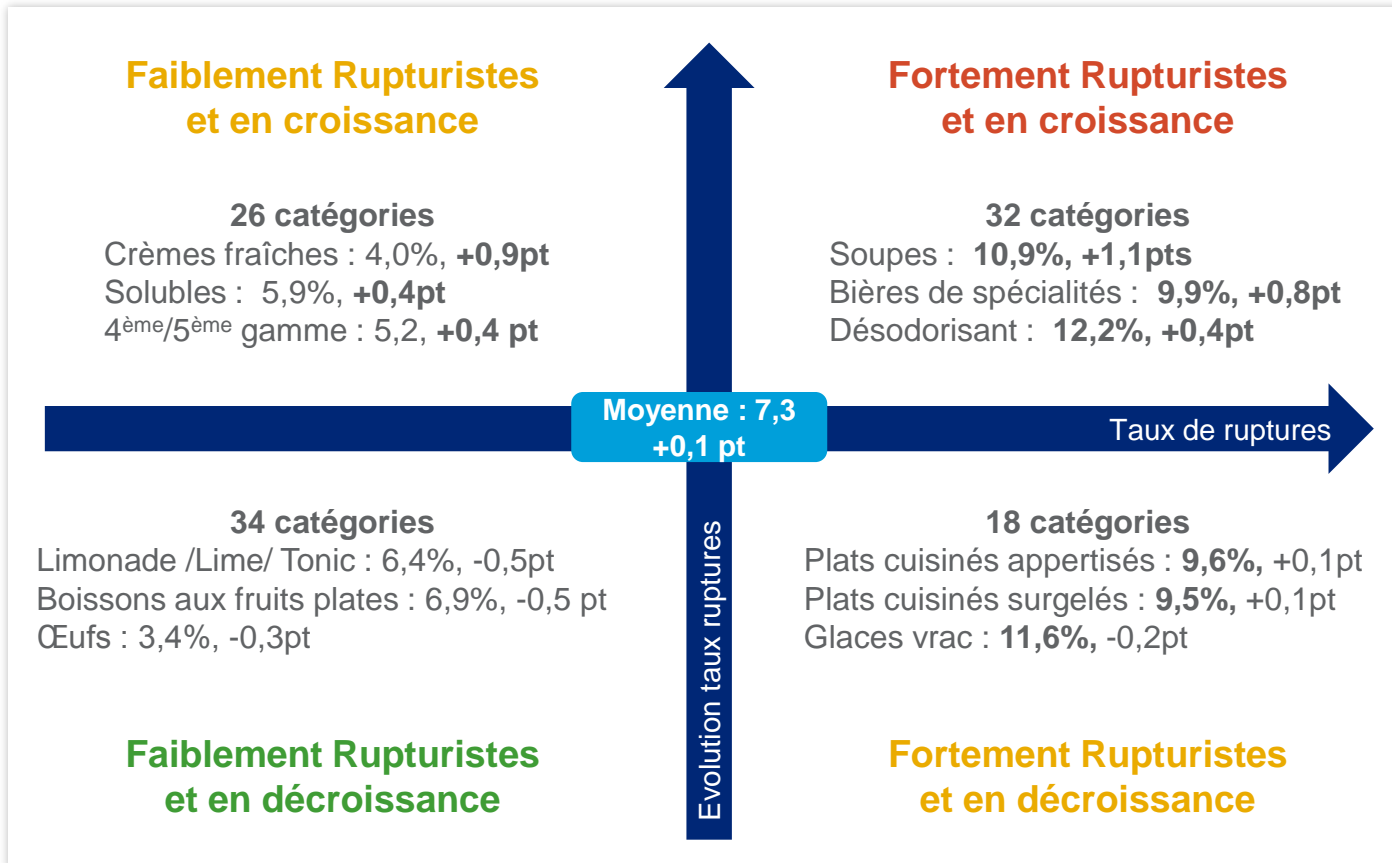 Faiblement Rupturistes
et en croissance
26 catégories
Crèmes fraîches : 4,0%, +0,9pt
Solubles : 5,9%, +0,4pt
4ème/5ème gamme : 5,2, +0,4 pt
Fortement Rupturistes
et en croissance
32 catégories
Soupes : 10,9%, +1,1pts
Bières de spécialités : 9,9%, +0,8pt
Désodorisant : 12,2%, +0,4pt
Moyenne : 7,3
+0,1 pt
Taux de ruptures
Evolution taux ruptures
34 catégories
Limonade /Lime/ Tonic : 6,4%, -0,5pt
Boissons aux fruits plates : 6,9%, -0,5 pt
Œufs : 3,4%, -0,3pt
Faiblement Rupturistes
et en décroissance
18 catégories
Plats cuisinés appertisés : 9,6%, +0,1pt
Plats cuisinés surgelés : 9,5%, +0,1pt
Glaces vrac : 11,6%, -0,2pt
Fortement Rupturistes
et en décroissance